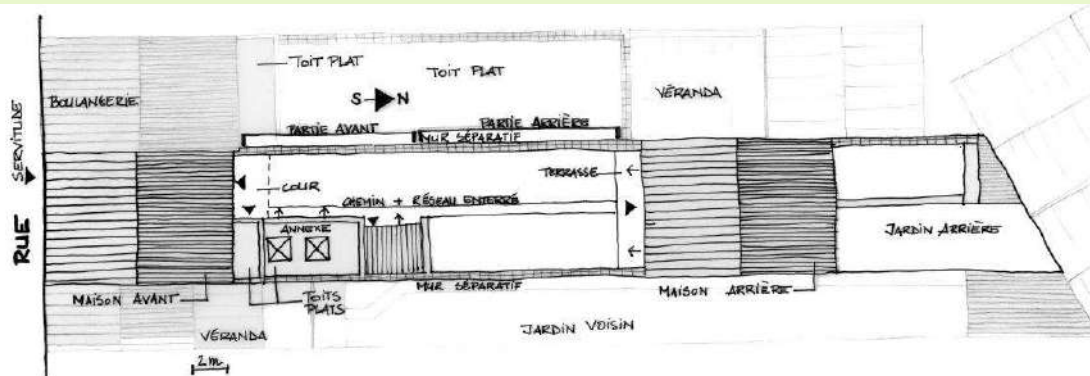 TOIT PLAT
TOIT PLAT
BOULANGERIE
S N
VÉRANDA
PARTIE AVANT
PARTIE ARRIÈRE
MUR SÉPARATIF
SERVITUDE
RUE
COUR
TERRASSE
CHEMIN + RÉSEAU ENTERRÉ
ANNEXE
JARDIN ARRIÈRE
MAISON AVANT
TOITS
PLATS
MUR SÉPARATIF
MAISON ARRIÈRE
VÉRANDA
JARDIN VOISIN
2m